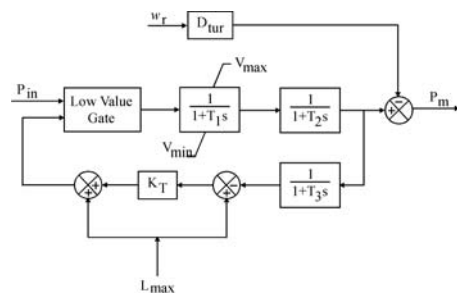 w_r
D_tur
V_max
P_in
Low Value
Gate
1
1+T_1s
1
1+T_2s
P_m
V_min
K_T
1
1+T_3s
L_max